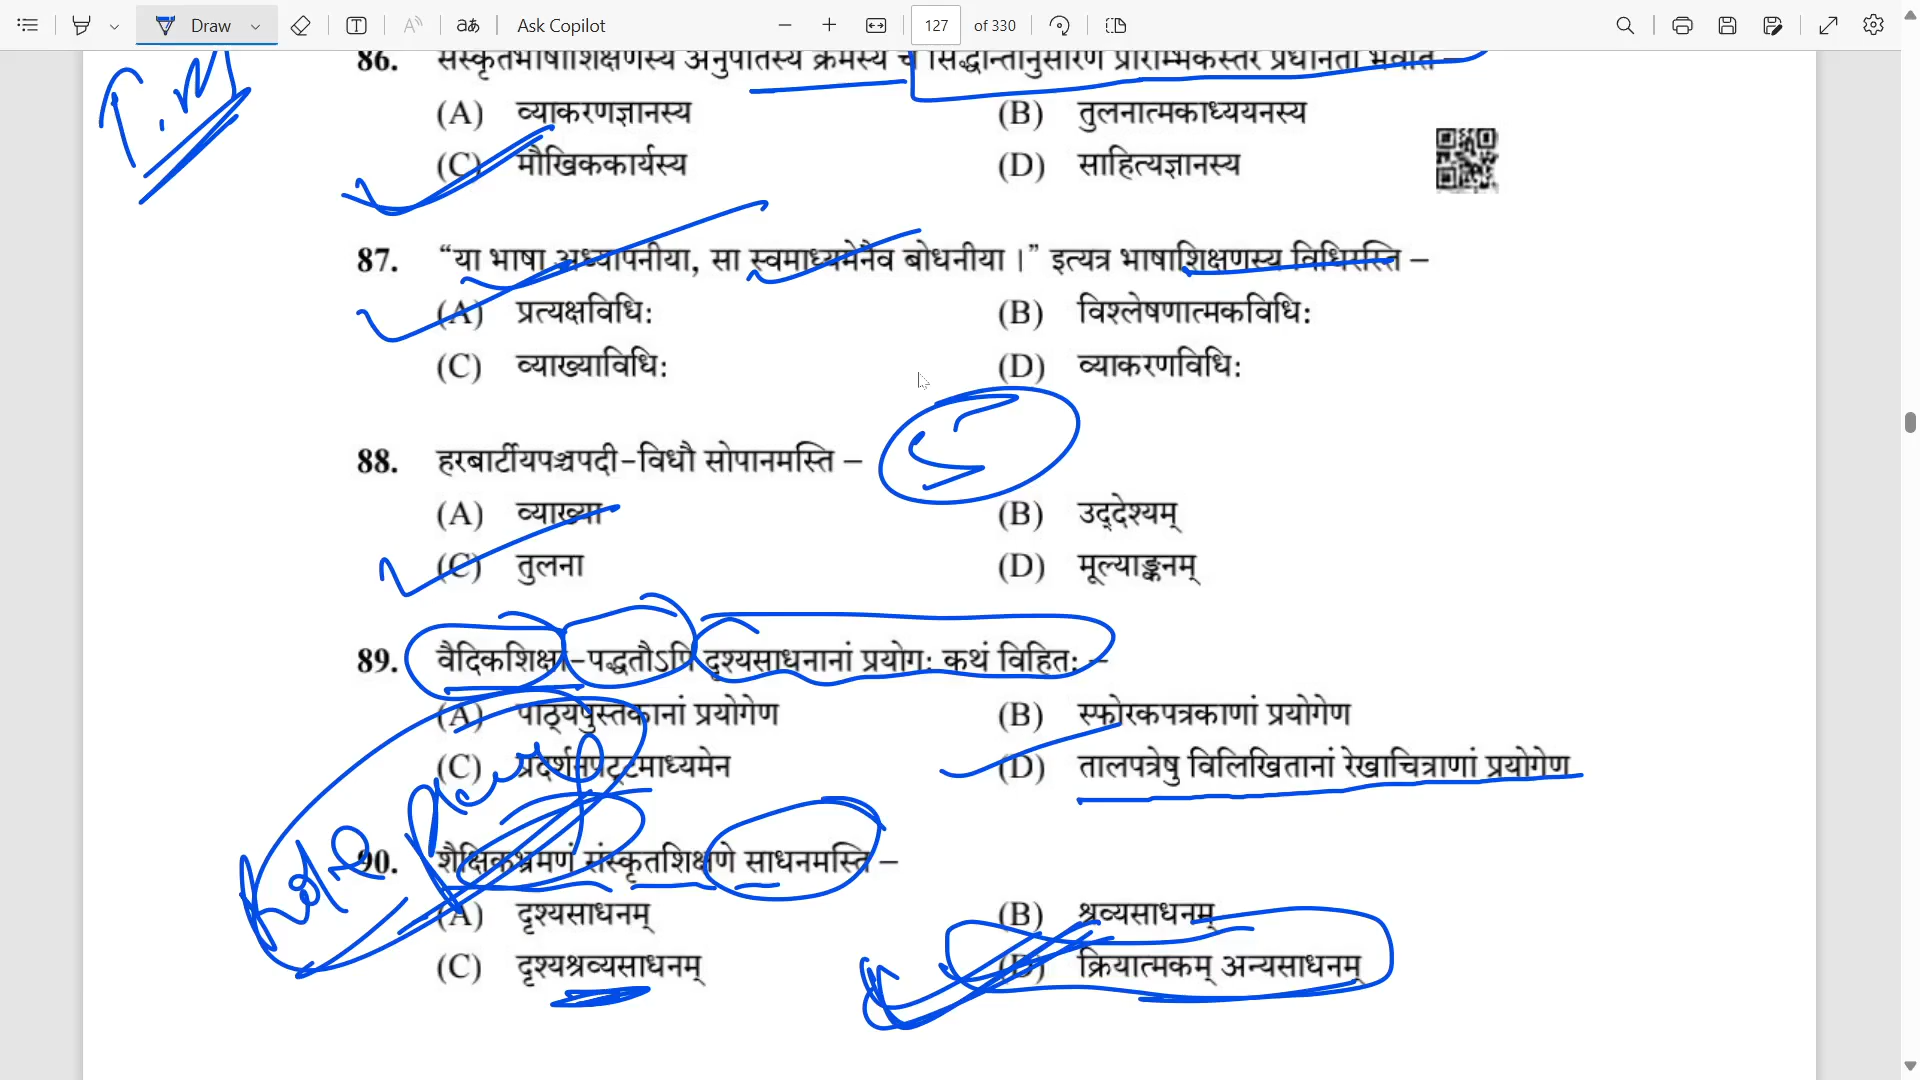 Draw
Ask Copilot
127 of 330
T.M
86. संस्कृतभाषाशिक्षणस्य अनुपातस्य क्रमस्य च सिद्धान्तानुसारेण प्रारम्भिकस्तरे प्रधानता भवति –
(A) व्याकरणज्ञानस्य (B) तुलनात्मकाध्ययनस्य
(C) मौखिककार्यस्य (D) साहित्यज्ञानस्य
87. “या भाषा अध्यापनीया, सा स्वमाध्यमेनैव बोधनीया ।” इत्यत्र भाषाशिक्षणस्य विधिरस्ति –
(A) प्रत्यक्षविधिः (B) विश्लेषणात्मकविधिः
(C) व्याख्याविधिः (D) व्याकरणविधिः
88. हरबार्टीयपञ्चपदी-विधौ सोपानमस्ति – 5
(A) व्याख्या (B) उद्देश्यम्
(C) तुलना (D) मूल्याङ्कनम्
89. वैदिकशिक्षा-पद्धतौऽपि दृश्यसाधनानां प्रयोगः कथं विहितः –
(A) पाठ्यपुस्तकानां प्रयोगेण (B) स्फोरकपत्रकाणां प्रयोगेण
(C) प्रदर्शनपट्टमाध्यमेन (D) तालपत्रेषु विलिखितानां रेखाचित्राणां प्रयोगेण
90. शैक्षिकभ्रमणं संस्कृतशिक्षणे साधनमस्ति –
(A) दृश्यसाधनम् (B) श्रव्यसाधनम्
(C) दृश्यश्रव्यसाधनम् (D) क्रियात्मकम् अन्यसाधनम्